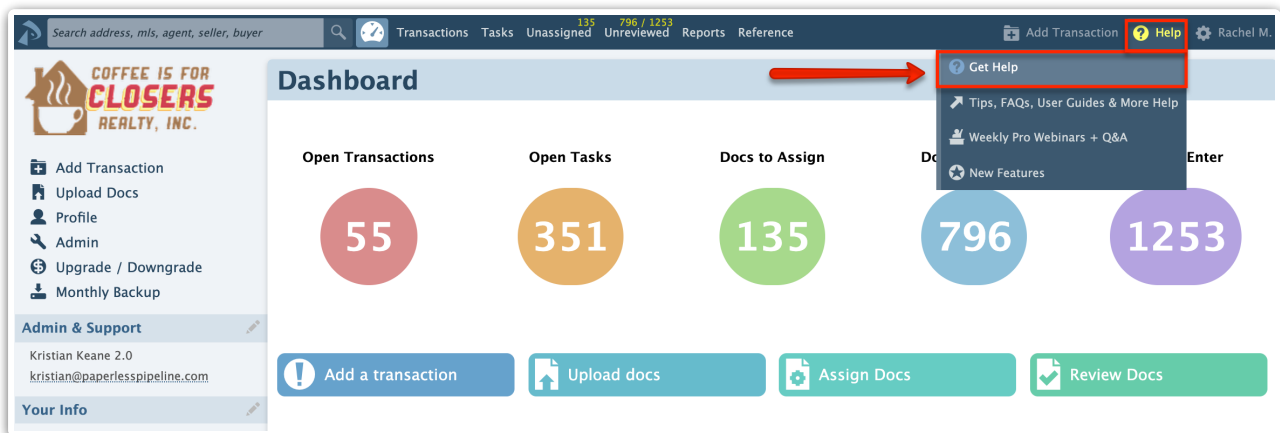 135 796 / 1253
Search address, mls, agent, seller, buyer Transactions Tasks Unassigned Unreviewed Reports Reference Add Transaction ? Help Rachel M.
COFFEE IS FOR
CLOSERS
REALTY, INC.
Add Transaction
Upload Docs
Profile
Admin
Upgrade / Downgrade
Monthly Backup
Admin & Support
Kristian Keane 2.0
kristian@paperlesspipeline.com
Your Info
Dashboard
? Get Help
Tips, FAQs, User Guides & More Help
Weekly Pro Webinars + Q&A
New Features
Open Transactions Open Tasks Docs to Assign Do Enter
55 351 135 796 1253
Add a transaction Upload docs Assign Docs Review Docs